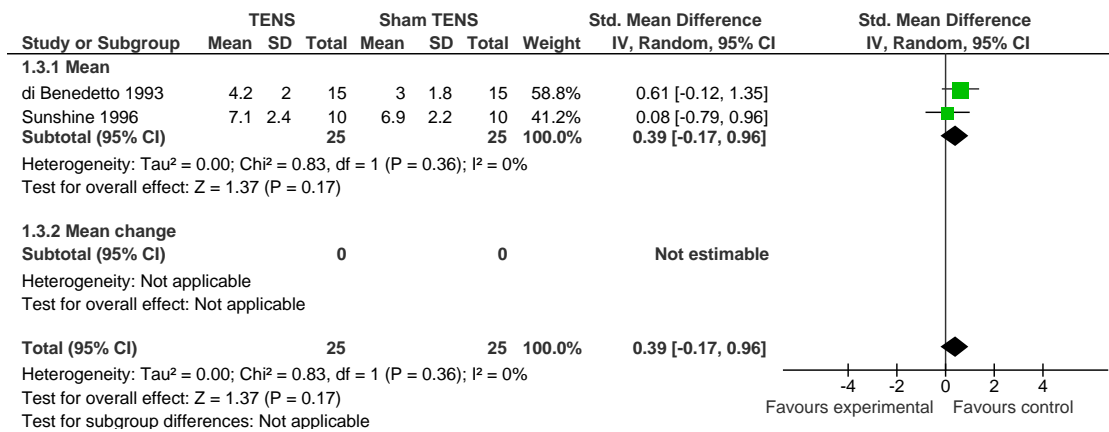 TENS Sham TENS Std. Mean Difference Std. Mean Difference
Study or Subgroup Mean SD Total Mean SD Total Weight IV, Random, 95% CI IV, Random, 95% CI
1.3.1 Mean
di Benedetto 1993 4.2 2 15 3 1.8 15 58.8% 0.61 [-0.12, 1.35]
Sunshine 1996 7.1 2.4 10 6.9 2.2 10 41.2% 0.08 [-0.79, 0.96]
Subtotal (95% CI) 25 25 100.0% 0.39 [-0.17, 0.96]
Heterogeneity: Tau² = 0.00; Chi² = 0.83, df = 1 (P = 0.36); I² = 0%
Test for overall effect: Z = 1.37 (P = 0.17)
1.3.2 Mean change
Subtotal (95% CI) 0 0 Not estimable
Heterogeneity: Not applicable
Test for overall effect: Not applicable
Total (95% CI) 25 25 100.0% 0.39 [-0.17, 0.96]
Heterogeneity: Tau² = 0.00; Chi² = 0.83, df = 1 (P = 0.36); I² = 0%
Test for overall effect: Z = 1.37 (P = 0.17)
Test for subgroup differences: Not applicable
-4 -2 0 2 4
Favours experimental Favours control